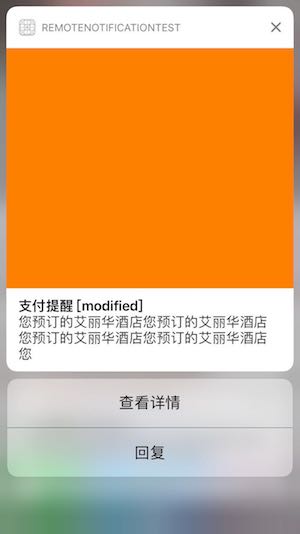 REMOTENOTIFICATIONTEST
支付提醒 [modified]
您预订的艾丽华酒店您预订的艾丽华酒店
您预订的艾丽华酒店您预订的艾丽华酒店
您
查看详情
回复